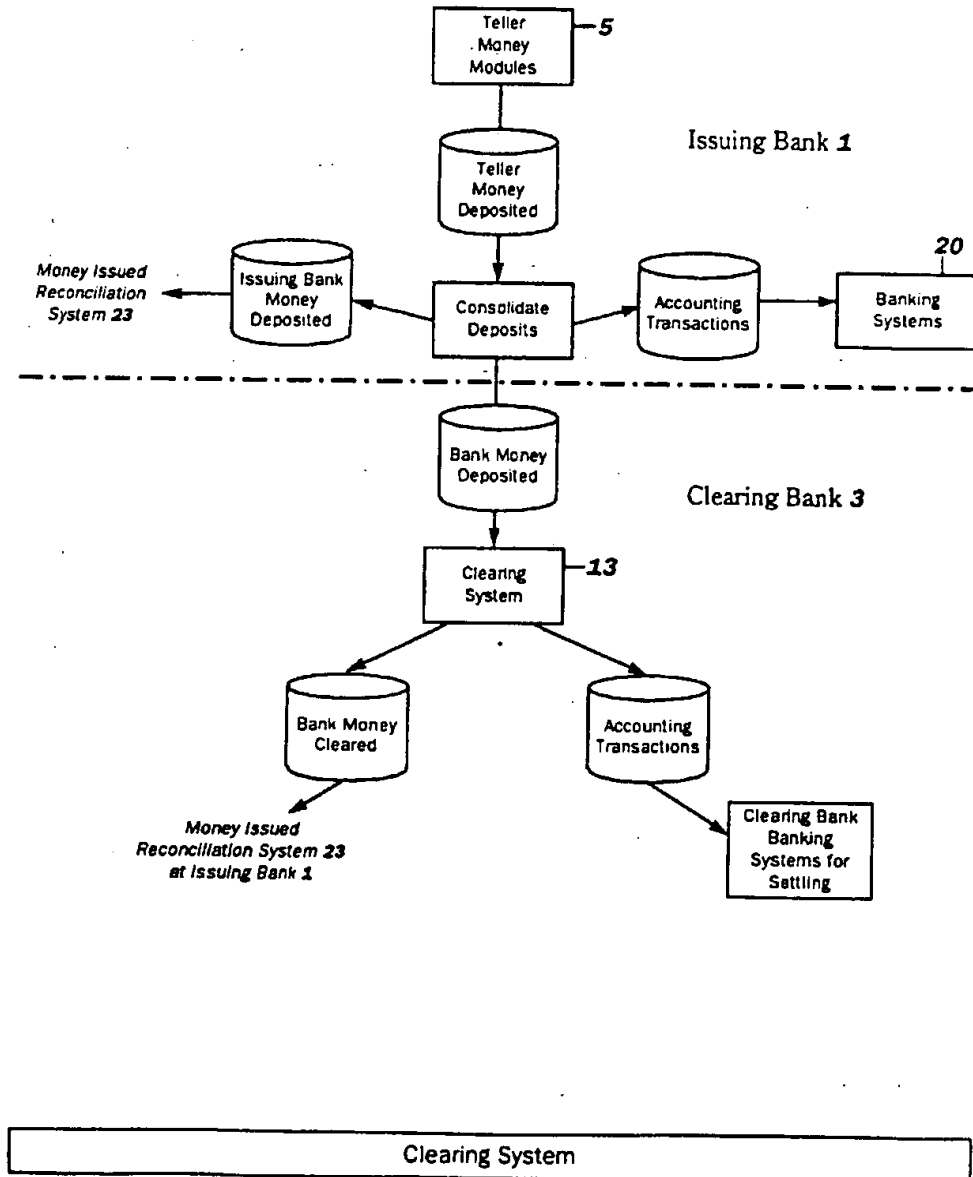 Teller
Money
Modules
5
Issuing Bank 1
Teller
Money
Deposited
20
Money Issued
Reconciliation
System 23
Issuing Bank
Money
Deposited
Consolidate
Deposits
Accounting
Transactions
Banking
Systems
Bank Money
Deposited
Clearing Bank 3
13
Clearing
System
Bank Money
Cleared
Accounting
Transactions
Money Issued
Reconciliation System 23
at Issuing Bank 1
Clearing Bank
Banking
Systems for
Settling
Clearing System